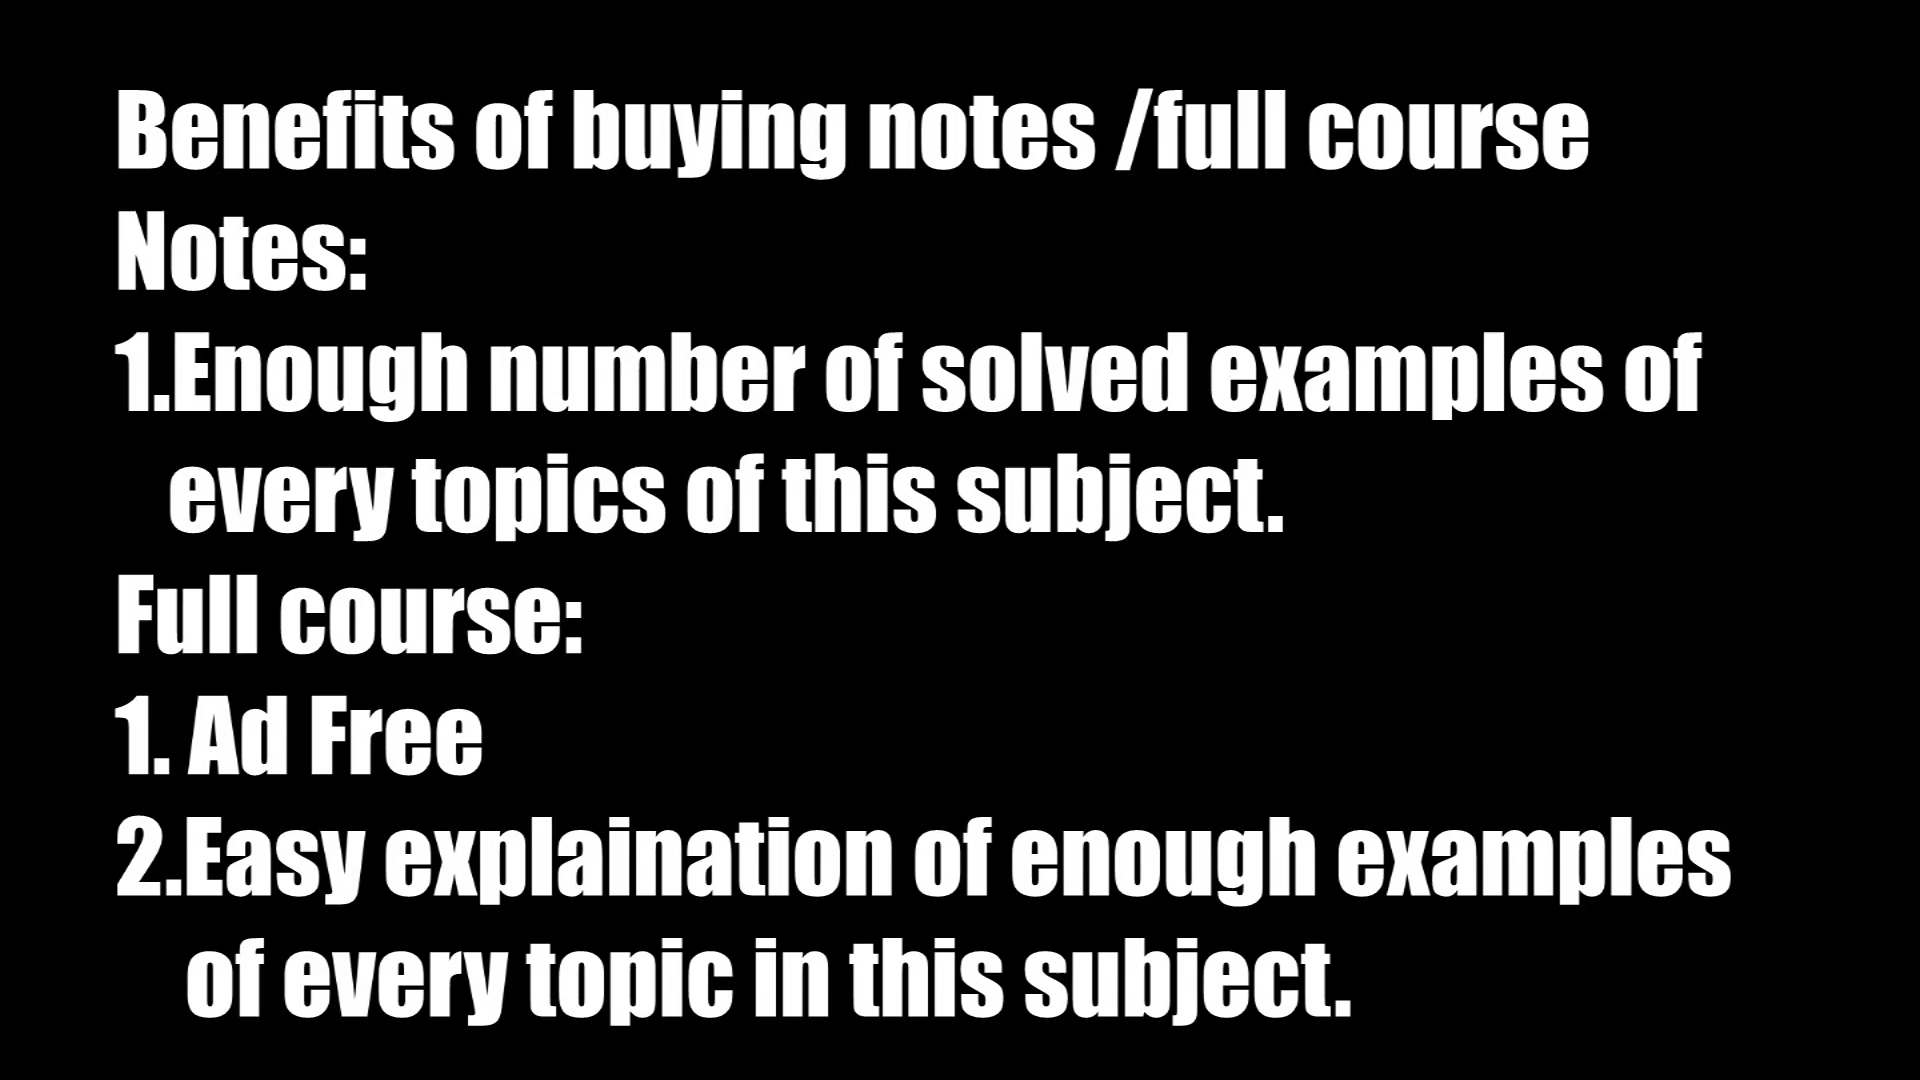 Benefits of buying notes /full course
Notes:
1.Enough number of solved examples of
every topics of this subject.
Full course:
1. Ad Free
2.Easy explaination of enough examples
of every topic in this subject.